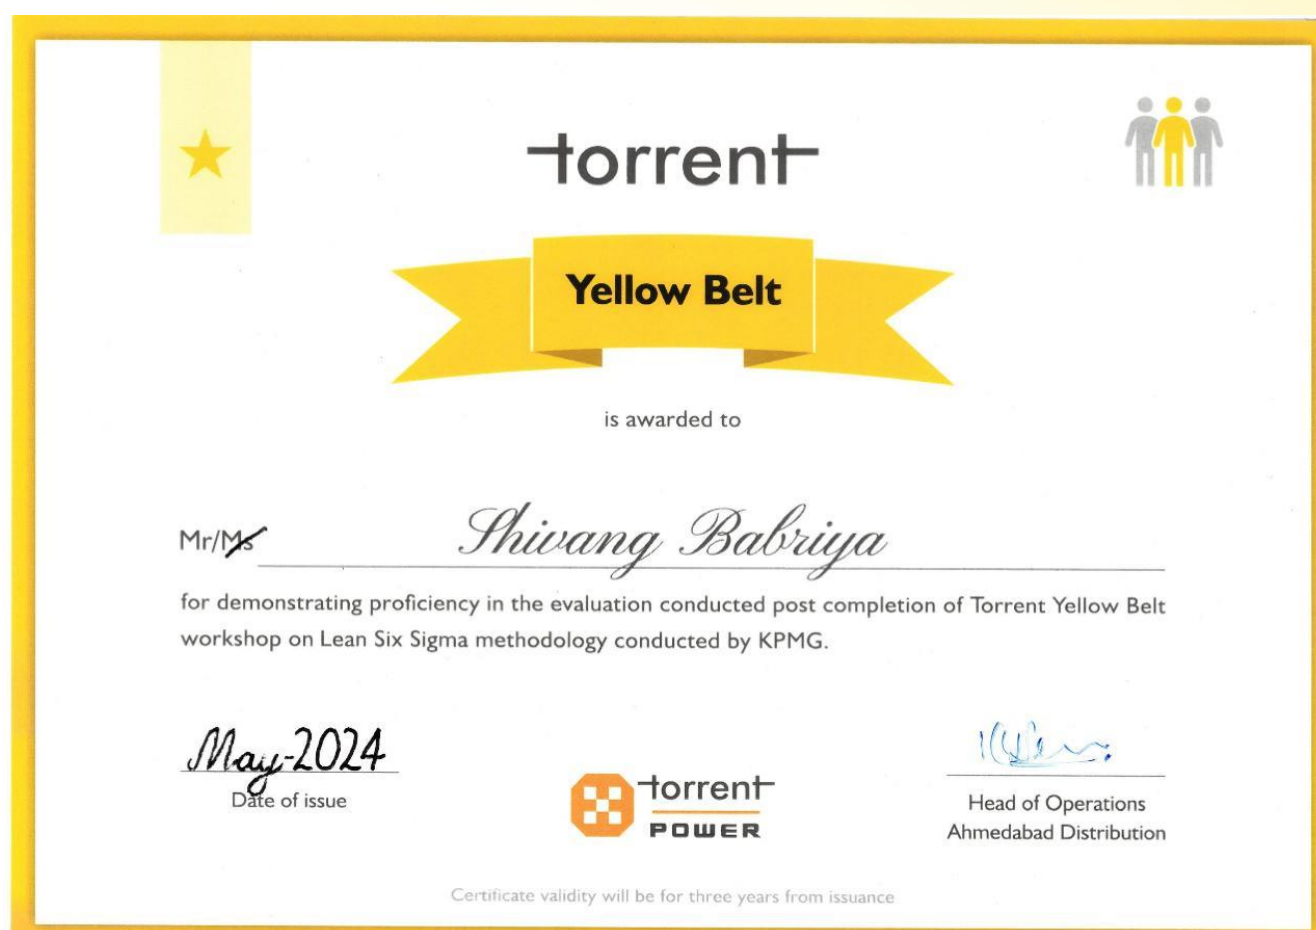 torrent
Yellow Belt
is awarded to
Mr/Ms Shivang Babriya
for demonstrating proficiency in the evaluation conducted post completion of Torrent Yellow Belt
workshop on Lean Six Sigma methodology conducted by KPMG.
May-2024
Date of issue
torrent
POWER
Head of Operations
Ahmedabad Distribution
Certificate validity will be for three years from issuance